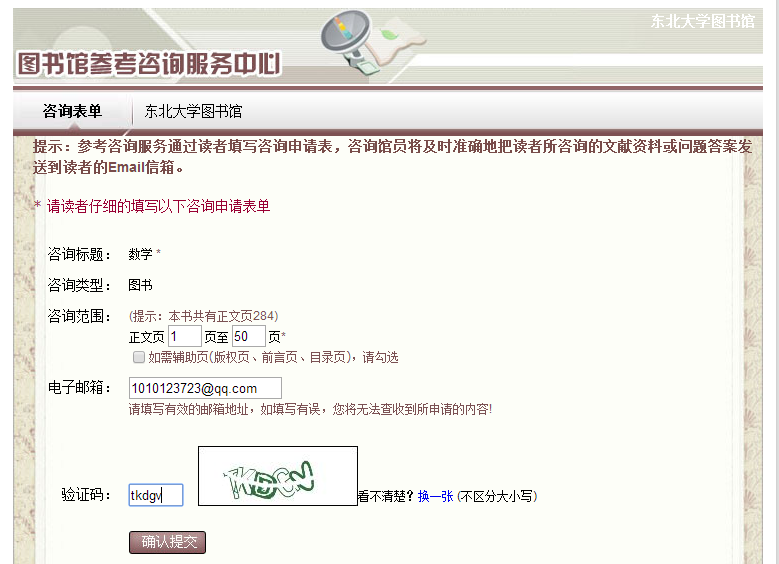 东北大学图书馆
图书馆参考咨询服务中心
咨询表单 东北大学图书馆
提示：参考咨询服务通过读者填写咨询申请表，咨询馆员将及时准确地把读者所咨询的文献资料或问题答案发
送到读者的Email信箱。
* 请读者仔细的填写以下咨询申请表单
咨询标题： 数学 *
咨询类型： 图书
咨询范围： (提示：本书共有正文页284)
正文页 1 页至 50 页*
如需辅助页(版权页、前言页、目录页)，请勾选
电子邮箱： 1010123723@qq.com
请填写有效的邮箱地址，如填写有误，您将无法查收到所申请的内容!
验证码： tkdgv TKDGV 看不清楚? 换一张 (不区分大小写)
确认提交